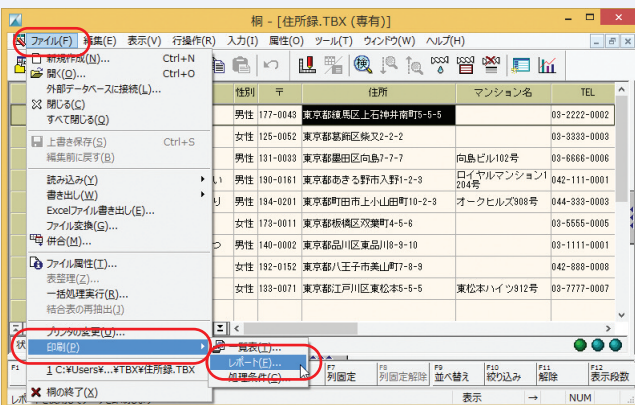 桐 - [住所録.TBX (専有)]
ファイル(F) 編集(E) 表示(V) 行操作(R) 入力(I) 属性(O) ツール(T) ウィンドウ(W) ヘルプ(H)
新規作成(N)... Ctrl+N
開く(O)... Ctrl+O
外部データベースに接続(L)...
閉じる(C)
すべて閉じる(Q)
上書き保存(S) Ctrl+S
編集前に戻す(B)
読み込み(Y)
書き出し(W)
Excelファイル書き出し(E)...
ファイル変換(G)...
併合(M)...
ファイル属性(I)...
表整理(Z)...
一括処理実行(R)...
結合表の再抽出(J)
プリンタの変更(U)...
印刷(P)
1 C:¥Users¥...¥TBX¥住所録.TBX
桐の終了(X)
一覧表(T)...
レポート(F)...
処理条件(C)...
性別 〒 住所 マンション名 TEL
男性 177-0043 東京都練馬区上石神井南町5-5-5 03-2222-0002
女性 125-0052 東京都葛飾区柴又2-2-2 03-3333-0003
男性 131-0033 東京都墨田区向島7-7-7 向島ビル102号 03-6666-0006
い 男性 190-0161 東京都あきる野市入野1-2-3 ロイヤルマンション1204号 042-111-0001
り 男性 194-0201 東京都町田市上小山田町10-2-3 オークヒルズ908号 044-333-0003
女性 173-0011 東京都板橋区双葉町4-5-6 03-5555-0005
つ 男性 140-0002 東京都品川区東品川8-9-10 03-1111-0001
女性 192-0152 東京都八王子市美山町7-8-9 042-888-0008
女性 133-0071 東京都江戸川区東松本5-5-5 東松本ハイツ912号 03-7777-0007
状
F1 F7 列固定 F8 列固定解除 F9 並べ替え F10 絞り込み F11 解除 F12 表示段数
レポ 表示 → NUM